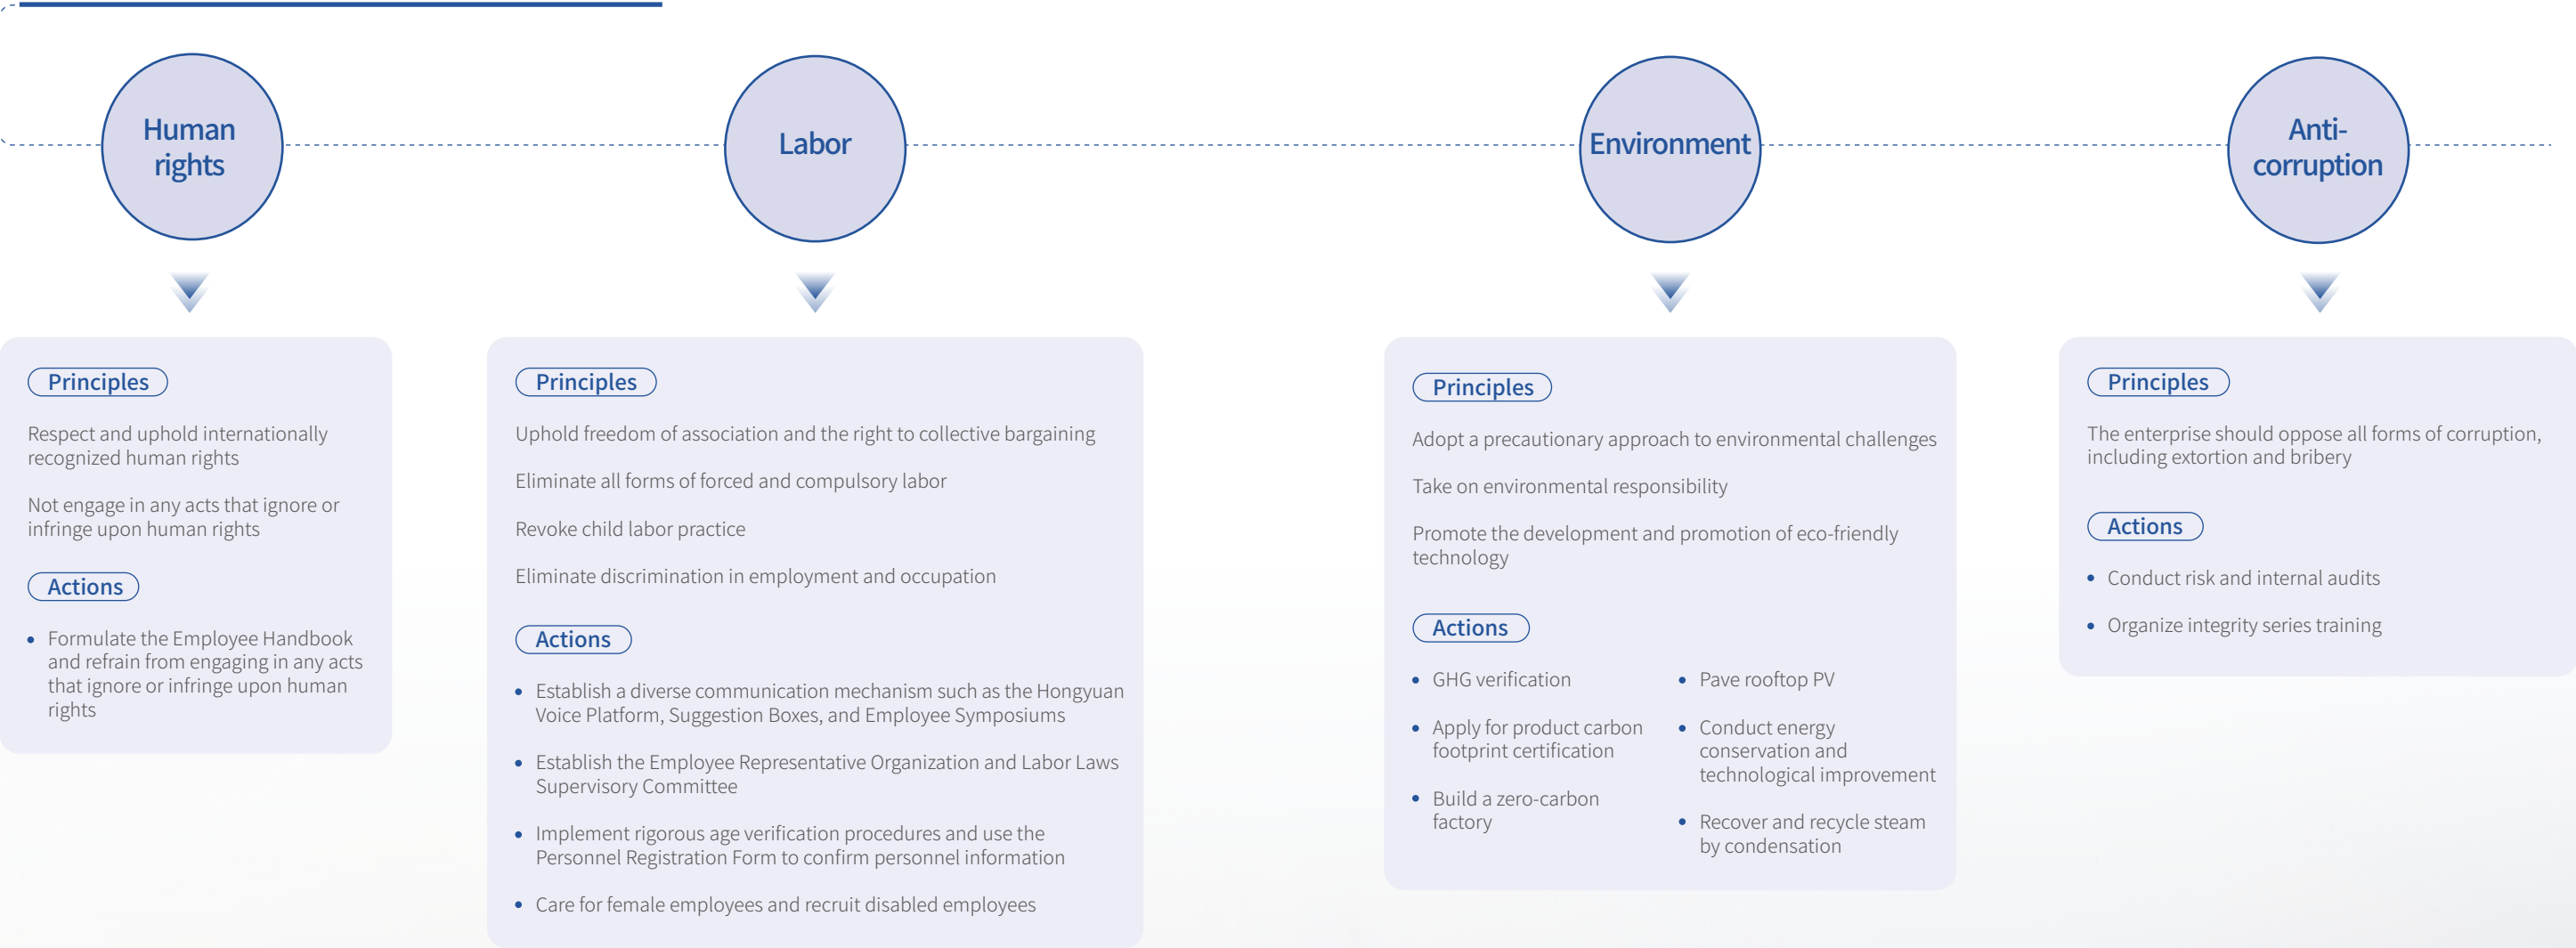 Human
rights
Labor
Environment
Anti-
corruption
Principles
Respect and uphold internationally
recognized human rights
Not engage in any acts that ignore or
infringe upon human rights
Actions
• Formulate the Employee Handbook
and refrain from engaging in any acts
that ignore or infringe upon human
rights
Principles
Uphold freedom of association and the right to collective bargaining
Eliminate all forms of forced and compulsory labor
Revoke child labor practice
Eliminate discrimination in employment and occupation
Actions
• Establish a diverse communication mechanism such as the Hongyuan
Voice Platform, Suggestion Boxes, and Employee Symposiums
• Establish the Employee Representative Organization and Labor Laws
Supervisory Committee
• Implement rigorous age verification procedures and use the
Personnel Registration Form to confirm personnel information
• Care for female employees and recruit disabled employees
Principles
Adopt a precautionary approach to environmental challenges
Take on environmental responsibility
Promote the development and promotion of eco-friendly
technology
Actions
• GHG verification
• Apply for product carbon
footprint certification
• Build a zero-carbon
factory
• Pave rooftop PV
• Conduct energy
conservation and
technological improvement
• Recover and recycle steam
by condensation
Principles
The enterprise should oppose all forms of corruption,
including extortion and bribery
Actions
• Conduct risk and internal audits
• Organize integrity series training